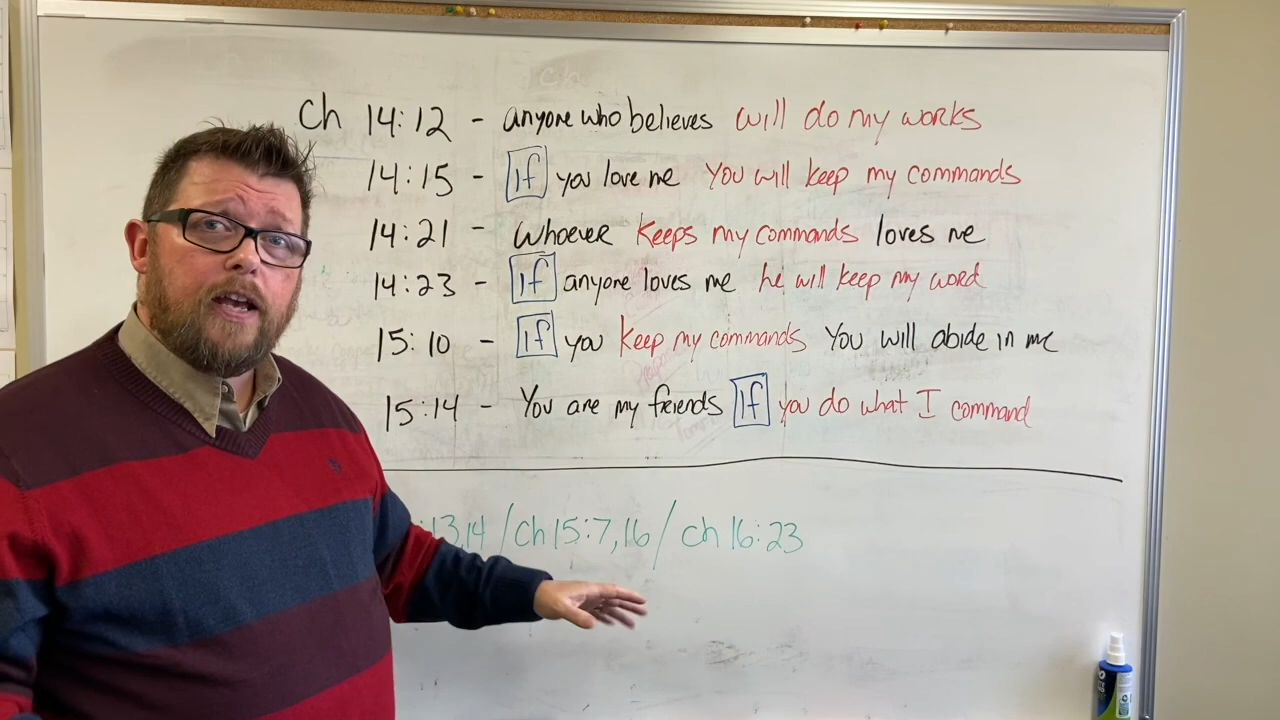 Ch 14:12 - anyone who believes will do my works
14:15 - If you love me You will keep my commands
14:21 - Whoever keeps my commands loves me
14:23 - If anyone loves me he will keep my word
15:10 - If you keep my commands You will abide in me
15:14 - You are my friends If you do what I command
:13,14 / Ch 15:7,16 / ch 16:23